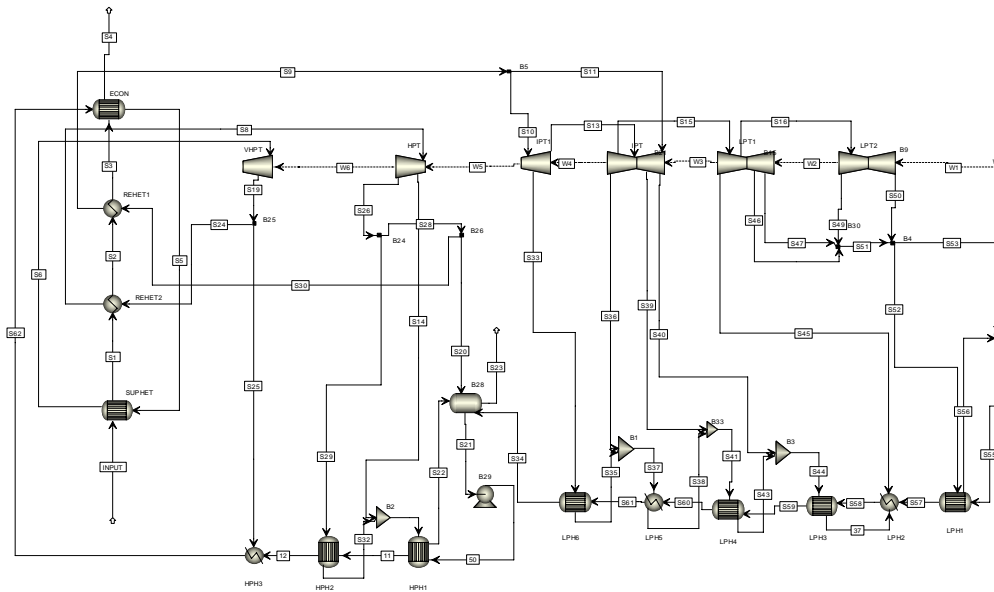 S4
S9
B5
S11
ECON
S8
S10
S13
S15
S16
S3
VHPT
HPT
IPT1
IPT
LPT1
LPT2
B9
W6
W5
W4
W3
W2
W1
S19
REHET1
S26
S28
S24
B25
B24
B26
S46
S49
B30
S50
S47
S51
B4
S53
S2
S5
S33
S6
S30
REHET2
S39
S36
S52
S14
S62
S40
S45
S1
S20
S23
S25
SUPHET
B28
S56
S21
S34
B33
B1
B3
S29
S22
S41
S44
S55
INPUT
B29
S35
S37
S38
S43
B2
S61
S60
S59
S58
S57
S32
37
LPH6
LPH5
LPH4
LPH3
LPH2
LPH1
12
11
50
HPH3
HPH2
HPH1